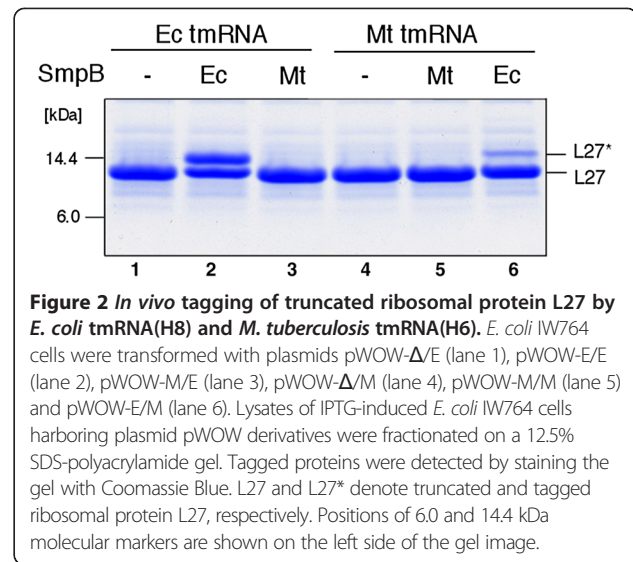 Ec tmRNA Mt tmRNA
SmpB - Ec Mt - Mt Ec
[kDa]
14.4
L27*
L27
6.0
1 2 3 4 5 6
Figure 2 In vivo tagging of truncated ribosomal protein L27 by
E. coli tmRNA(H8) and M. tuberculosis tmRNA(H6). E. coli IW764
cells were transformed with plasmids pWOW-Δ/E (lane 1), pWOW-E/E
(lane 2), pWOW-M/E (lane 3), pWOW-Δ/M (lane 4), pWOW-M/M (lane 5)
and pWOW-E/M (lane 6). Lysates of IPTG-induced E. coli IW764 cells
harboring plasmid pWOW derivatives were fractionated on a 12.5%
SDS-polyacrylamide gel. Tagged proteins were detected by staining the
gel with Coomassie Blue. L27 and L27* denote truncated and tagged
ribosomal protein L27, respectively. Positions of 6.0 and 14.4 kDa
molecular markers are shown on the left side of the gel image.